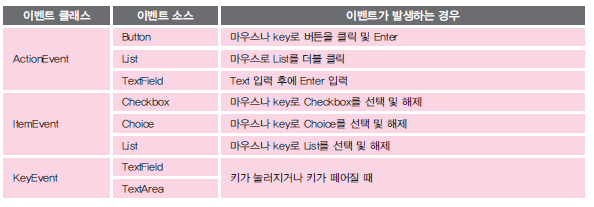 이벤트 클래스 이벤트 소스 이벤트가 발생하는 경우
ActionEvent
Button 마우스나 key로 버튼을 클릭 및 Enter
List 마우스로 List를 더블 클릭
TextField Text 입력 후에 Enter 입력
ItemEvent
Checkbox 마우스나 key로 Checkbox를 선택 및 해제
Choice 마우스나 key로 Choice를 선택 및 해제
List 마우스나 key로 List를 선택 및 해제
KeyEvent
TextField
TextArea
키가 눌러지거나 키가 떼어질 때